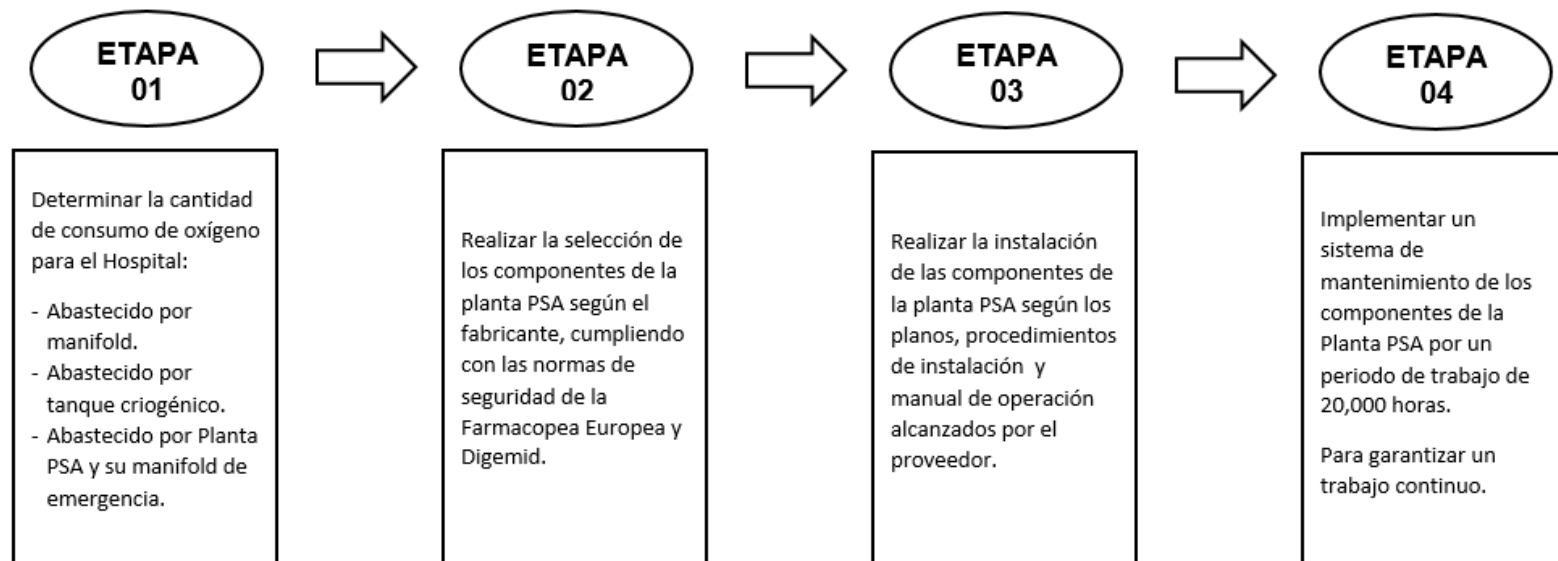 ETAPA
01
Determinar la cantidad
de consumo de oxígeno
para el Hospital:
- Abastecido por
manifold.
- Abastecido por
tanque criogénico.
- Abastecido por Planta
PSA y su manifold de
emergencia.
ETAPA
02
Realizar la selección de
los componentes de la
planta PSA según el
fabricante, cumpliendo
con las normas de
seguridad de la
Farmacopea Europea y
Digemid.
ETAPA
03
Realizar la instalación
de las componentes de
la planta PSA según los
planos, procedimientos
de instalación y
manual de operación
alcanzados por el
proveedor.
ETAPA
04
Implementar un
sistema de
mantenimiento de los
componentes de la
Planta PSA por un
periodo de trabajo de
20,000 horas.
Para garantizar un
trabajo continuo.